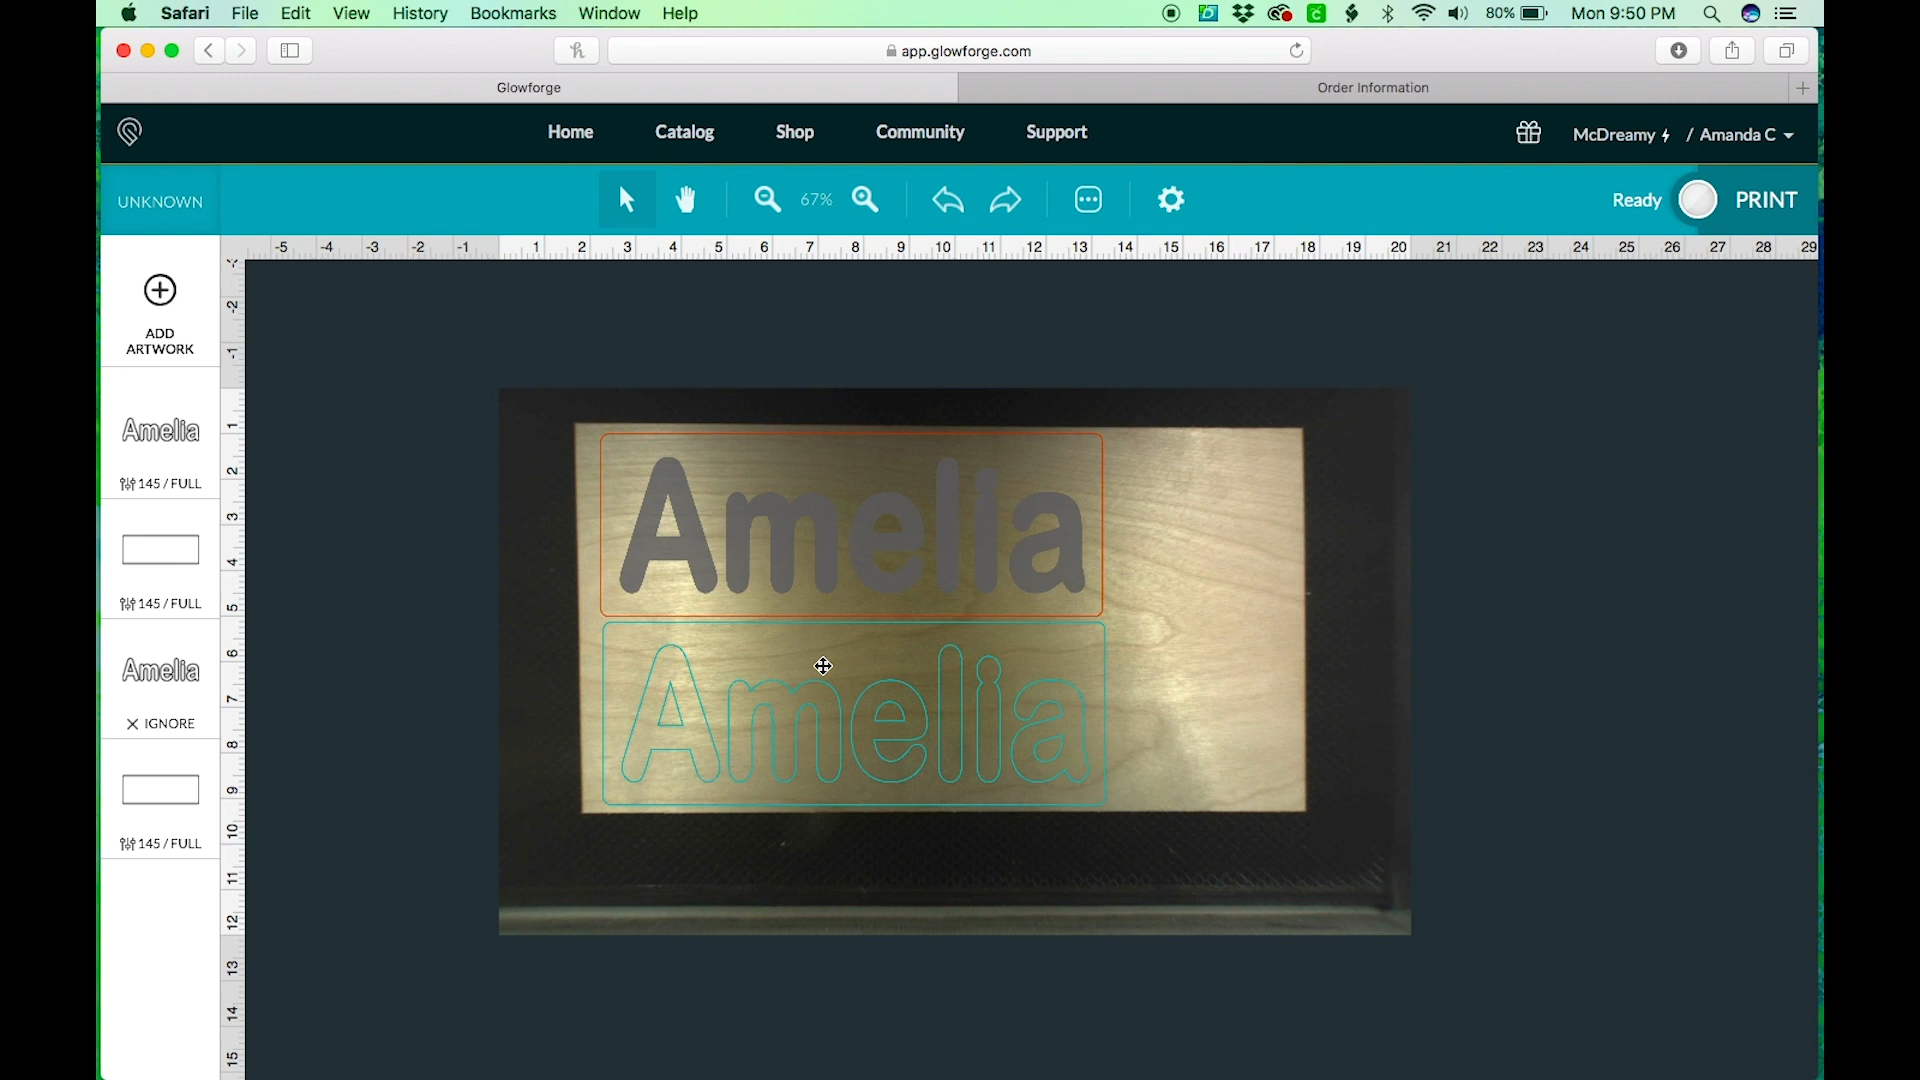 Safari File Edit View History Bookmarks Window Help 80% Mon 9:50 PM
app.glowforge.com
Glowforge Order Information
Home Catalog Shop Community Support McDreamy / Amanda C
UNKNOWN 67% Ready PRINT
-5 -4 -3 -2 -1 1 2 3 4 5 6 7 8 9 10 11 12 13 14 15 16 17 18 19 20 21 22 23 24 25 26 27 28 29
ADD
ARTWORK
Amelia
145 / FULL
145 / FULL
Amelia
IGNORE
145 / FULL
-2
-1
1
2
3
4
5
6
7
8
9
10
11
12
13
14
15
Amelia
Amelia